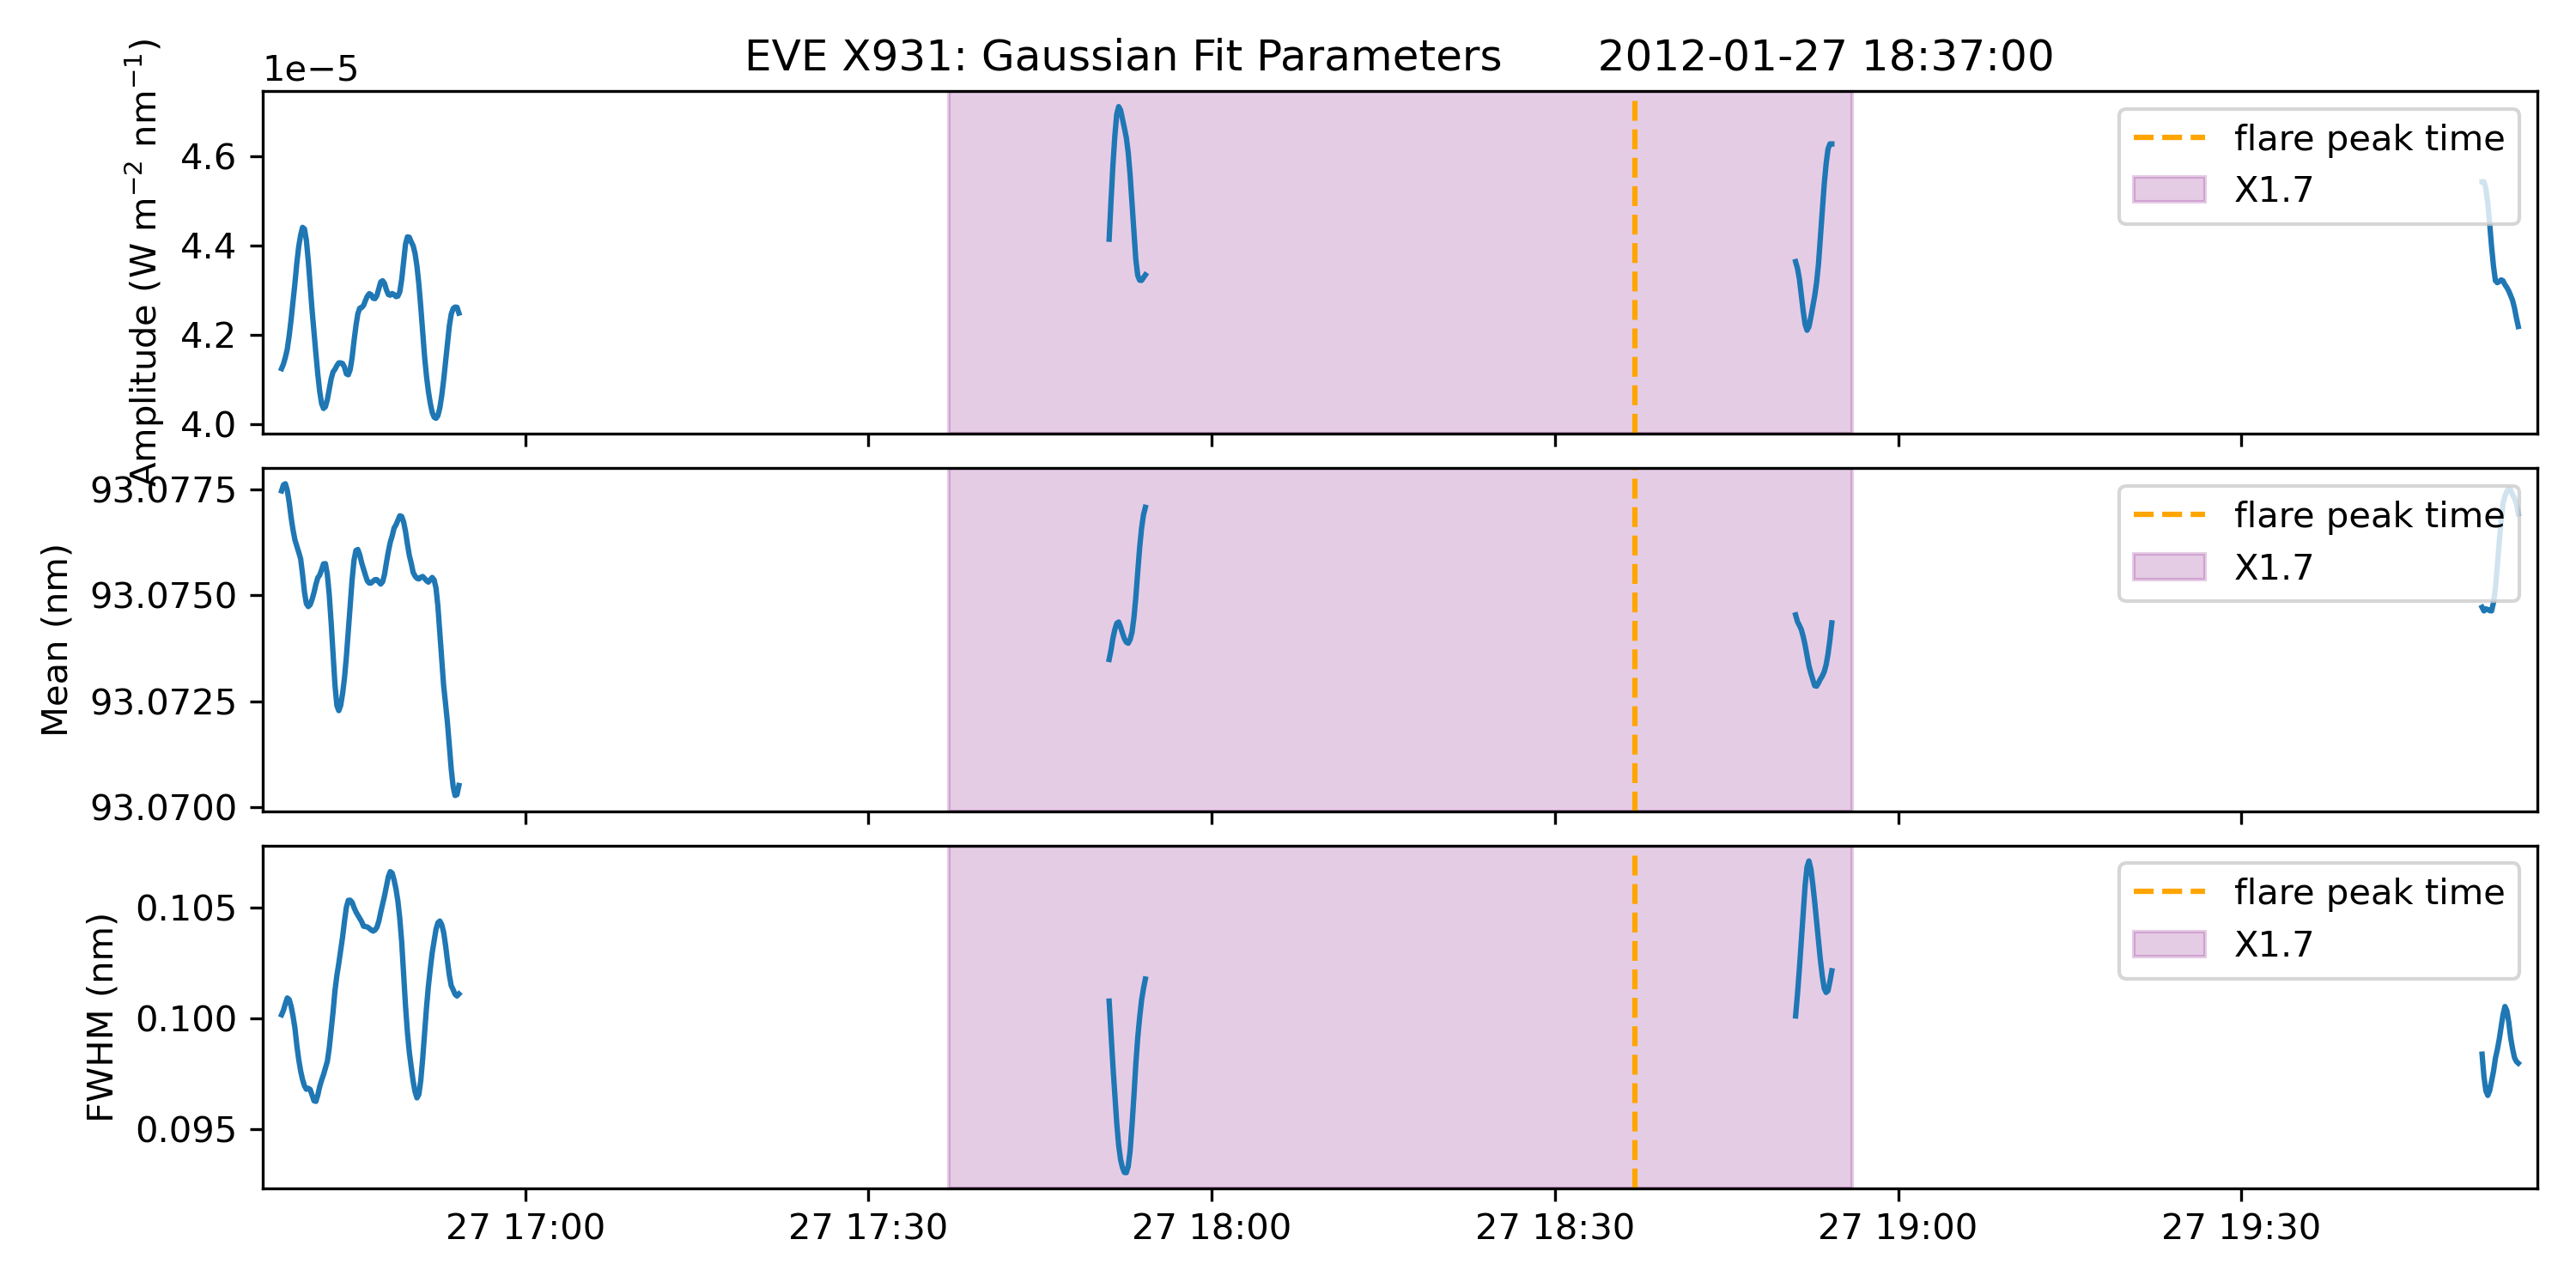 EVE X931: Gaussian Fit Parameters 2012-01-27 18:37:00
1e−5
Amplitude (W m⁻² nm⁻¹)
4.6
4.4
4.2
4.0
flare peak time
X1.7
Mean (nm)
93.0775
93.0750
93.0725
93.0700
flare peak time
X1.7
FWHM (nm)
0.105
0.100
0.095
flare peak time
X1.7
27 17:00 27 17:30 27 18:00 27 18:30 27 19:00 27 19:30